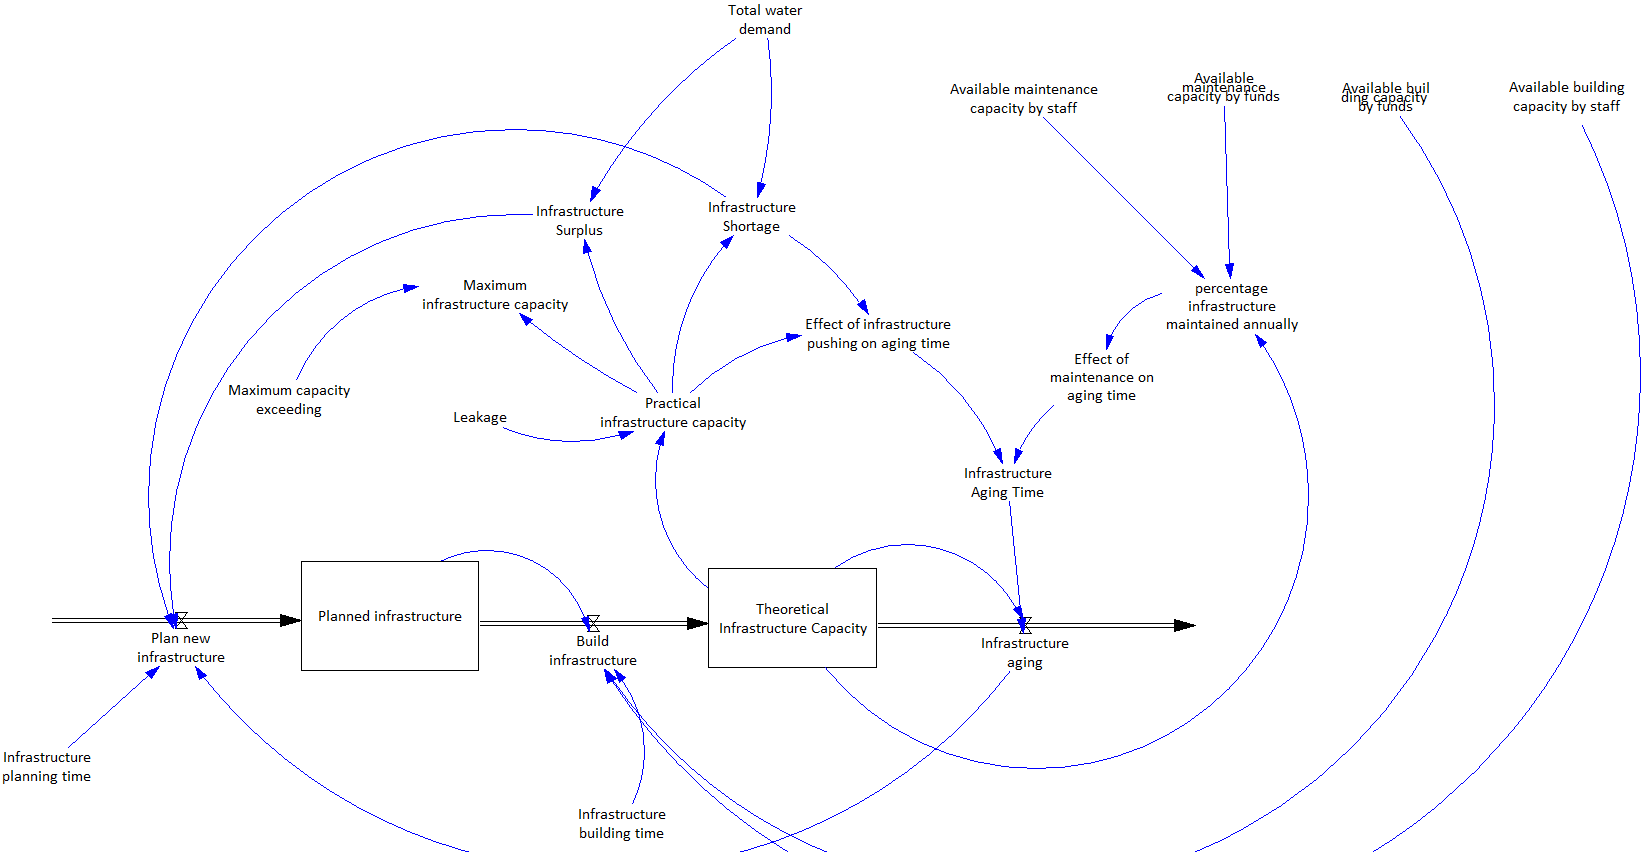 Total water
demand
Available maintenance
capacity by staff
Available
maintenance
capacity by funds
Available buil
ding capacity
by funds
Available building
capacity by staff
Infrastructure
Surplus
Infrastructure
Shortage
Maximum
infrastructure capacity
percentage
infrastructure
maintained annually
Effect of infrastructure
pushing on aging time
Effect of
maintenance on
aging time
Maximum capacity
exceeding
Leakage
Practical
infrastructure capacity
Infrastructure
Aging Time
Planned infrastructure
Theoretical
Infrastructure Capacity
Plan new
infrastructure
Build
infrastructure
Infrastructure
aging
Infrastructure
planning time
Infrastructure
building time